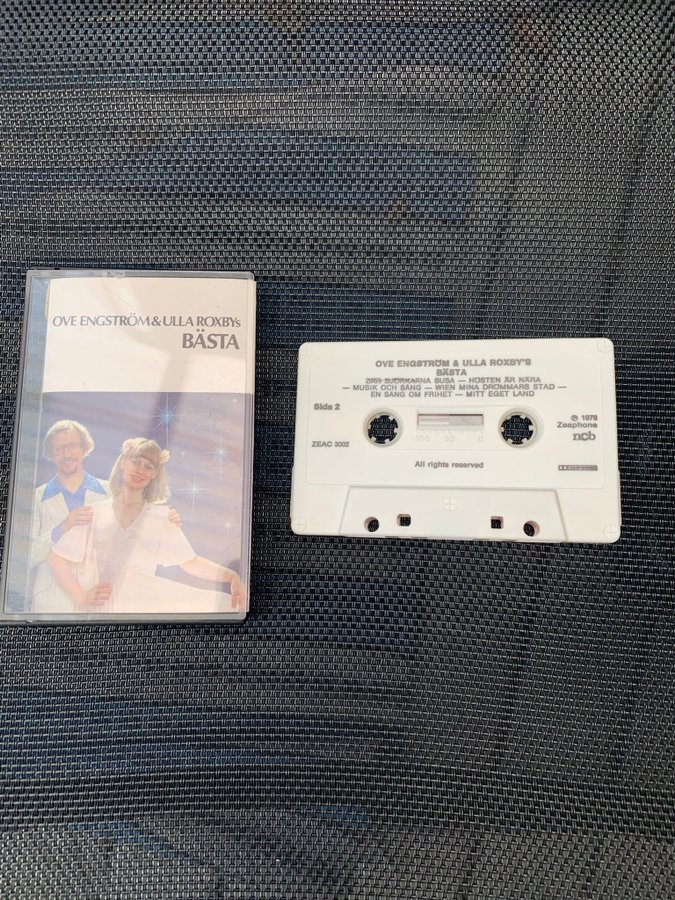 OVE ENGSTRÖM & ULLA ROXBYs
BÄSTA
OVE ENGSTRÖM & ULLA ROXBY'S
BÄSTA
BJÖRKARNA SUSA — HÖSTEN ÄR NÄRA
— MUSIK OCH SÅNG — WIEN MINA DRÖMMARS STAD —
EN SÅNG OM FRIHET — MITT EGET LAND
Sida 2
℗ 1978
Zeaphone
ncb
ZEAC 3002
100 50 0
All rights reserved